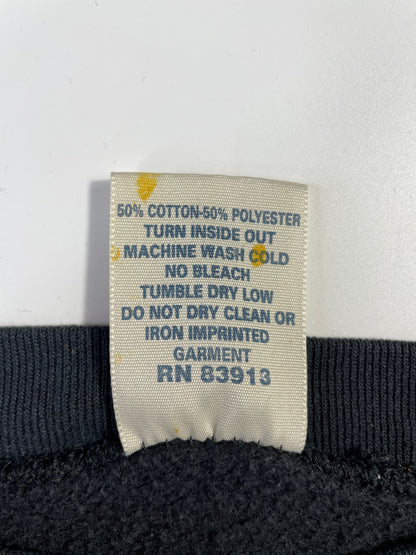 50% COTTON-50% POLYESTER
TURN INSIDE OUT
MACHINE WASH COLD
NO BLEACH
TUMBLE DRY LOW
DO NOT DRY CLEAN OR
IRON IMPRINTED
GARMENT
RN 83913